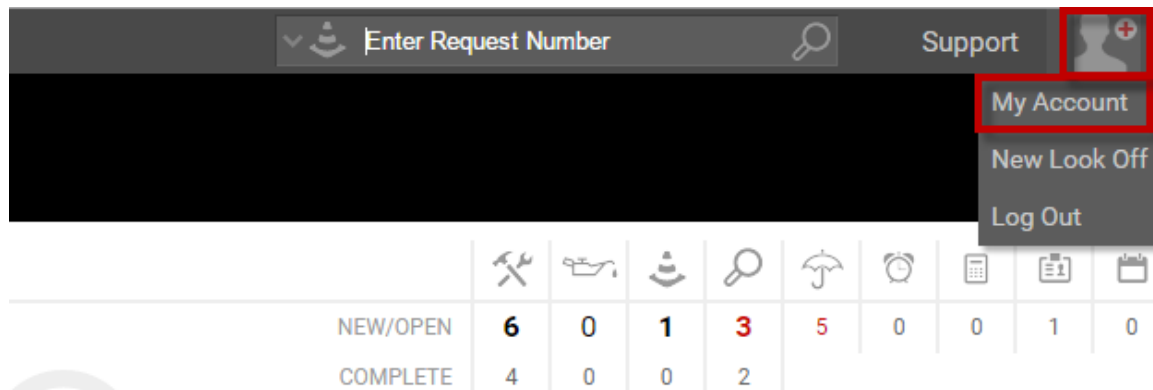 Enter Request Number Support
My Account
New Look Off
Log Out
NEW/OPEN 6 0 1 3 5 0 0 1 0
COMPLETE 4 0 0 2